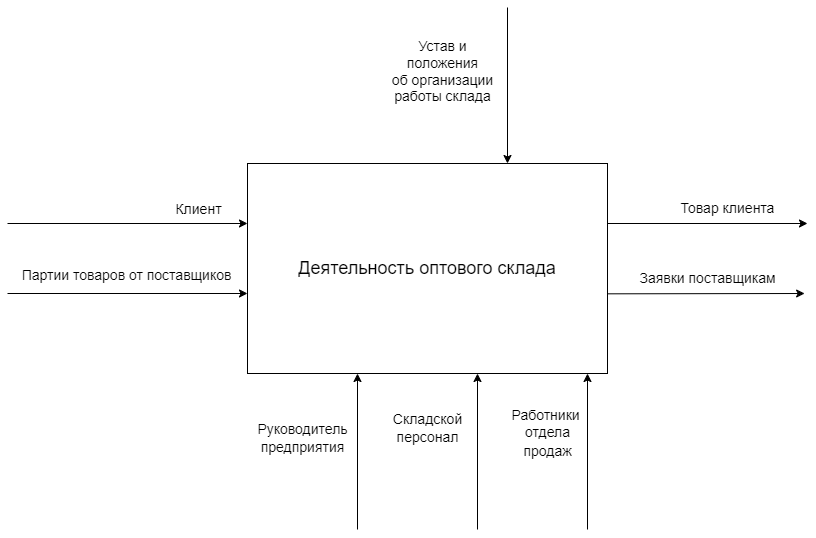 Устав и
положения
об организации
работы склада
Клиент
Товар клиента
Партии товаров от поставщиков
Деятельность оптового склада
Заявки поставщикам
Руководитель
предприятия
Складской
персонал
Работники
отдела
продаж